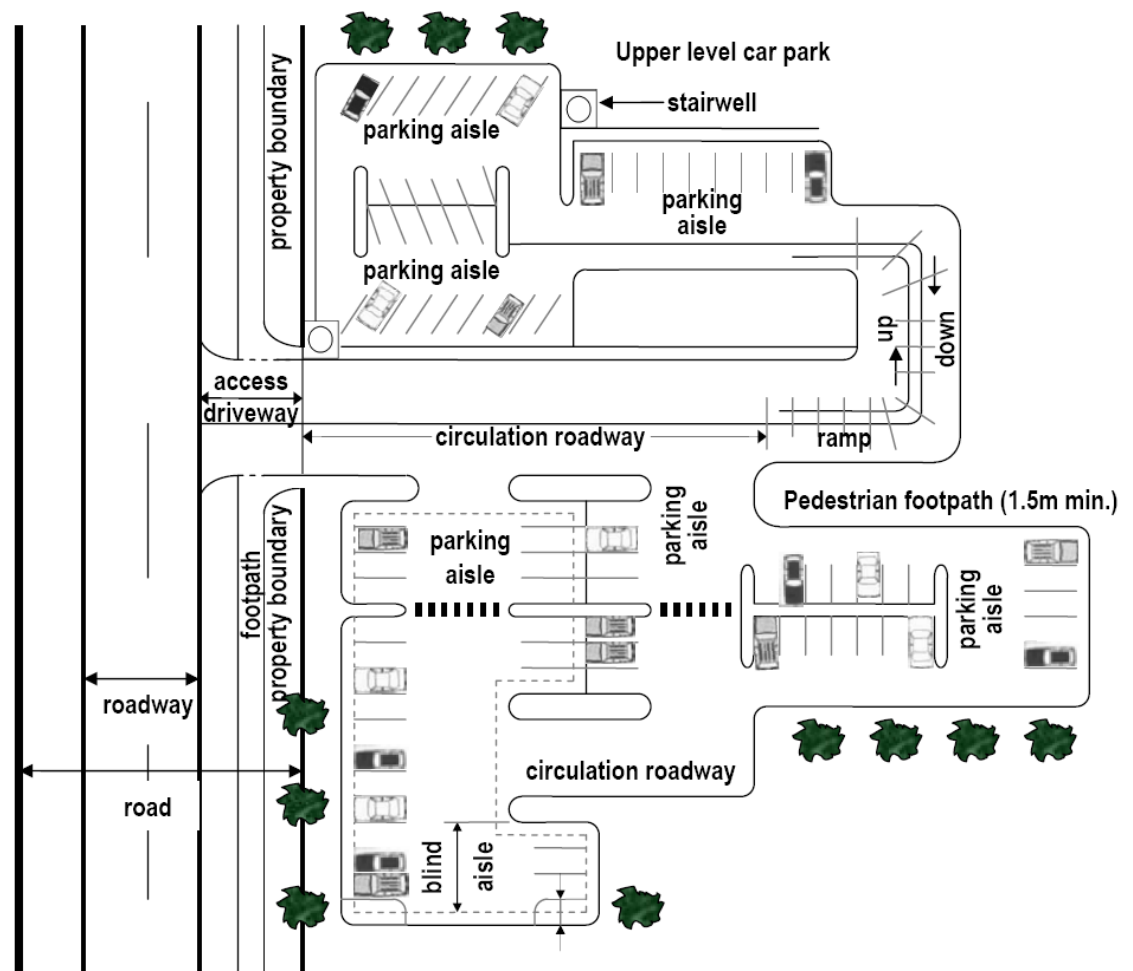 Upper level car park
stairwell
property boundary
parking aisle
parking
aisle
parking aisle
up
down
access
driveway
circulation roadway
ramp
Pedestrian footpath (1.5m min.)
parking
aisle
parking
aisle
parking
aisle
footpath
property boundary
roadway
circulation roadway
road
blind
aisle